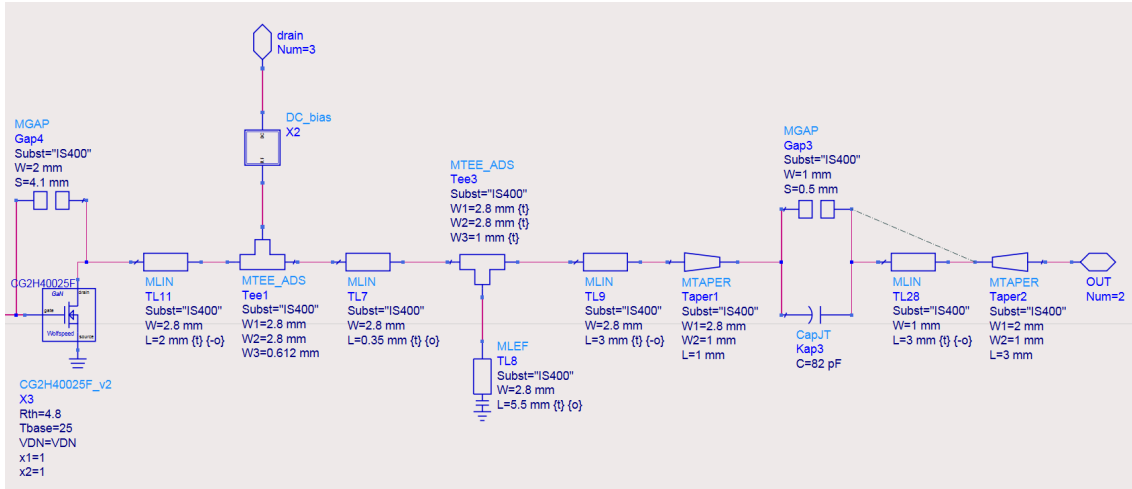 drain
Num=3
DC_bias
X2
MGAP
Gap4
Subst="IS400"
W=2 mm
S=4.1 mm
MTEE_ADS
Tee3
Subst="IS400"
W1=2.8 mm {t}
W2=2.8 mm {t}
W3=1 mm {t}
MGAP
Gap3
Subst="IS400"
W=1 mm
S=0.5 mm
CG2H40025F
GaN
drain
gate
Wolfspeed
source
MLIN
TL11
Subst="IS400"
W=2.8 mm
L=2 mm {t} {-o}
MTEE_ADS
Tee1
Subst="IS400"
W1=2.8 mm
W2=2.8 mm
W3=0.612 mm
MLIN
TL7
Subst="IS400"
W=2.8 mm
L=0.35 mm {t} {o}
MLIN
TL9
Subst="IS400"
W=2.8 mm
L=3 mm {t} {-o}
MTAPER
Taper1
Subst="IS400"
W1=2.8 mm
W2=1 mm
L=1 mm
MLIN
TL28
Subst="IS400"
W=1 mm
L=3 mm {t} {-o}
MTAPER
Taper2
Subst="IS400"
W1=2 mm
W2=1 mm
L=3 mm
OUT
Num=2
CapJT
Kap3
C=82 pF
MLEF
TL8
Subst="IS400"
W=2.8 mm
L=5.5 mm {t} {o}
CG2H40025F_v2
X3
Rth=4.8
Tbase=25
VDN=VDN
x1=1
x2=1